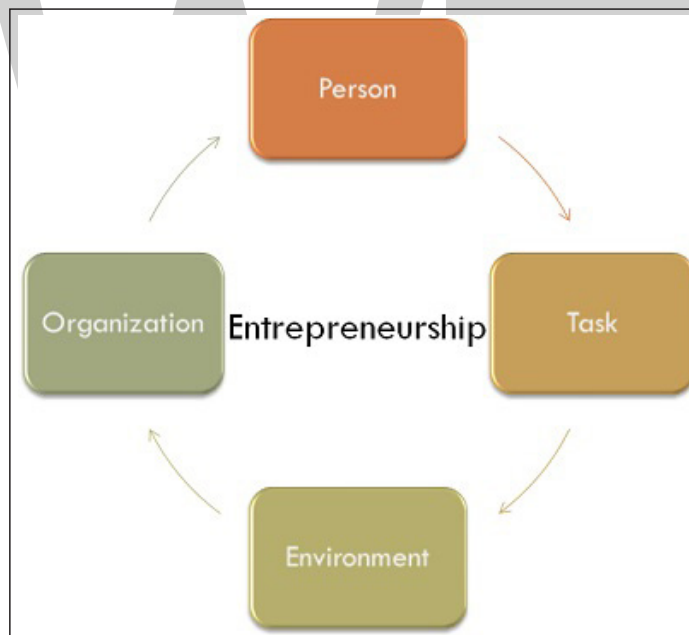 Person
Organization
Entrepreneurship
Task
Environment